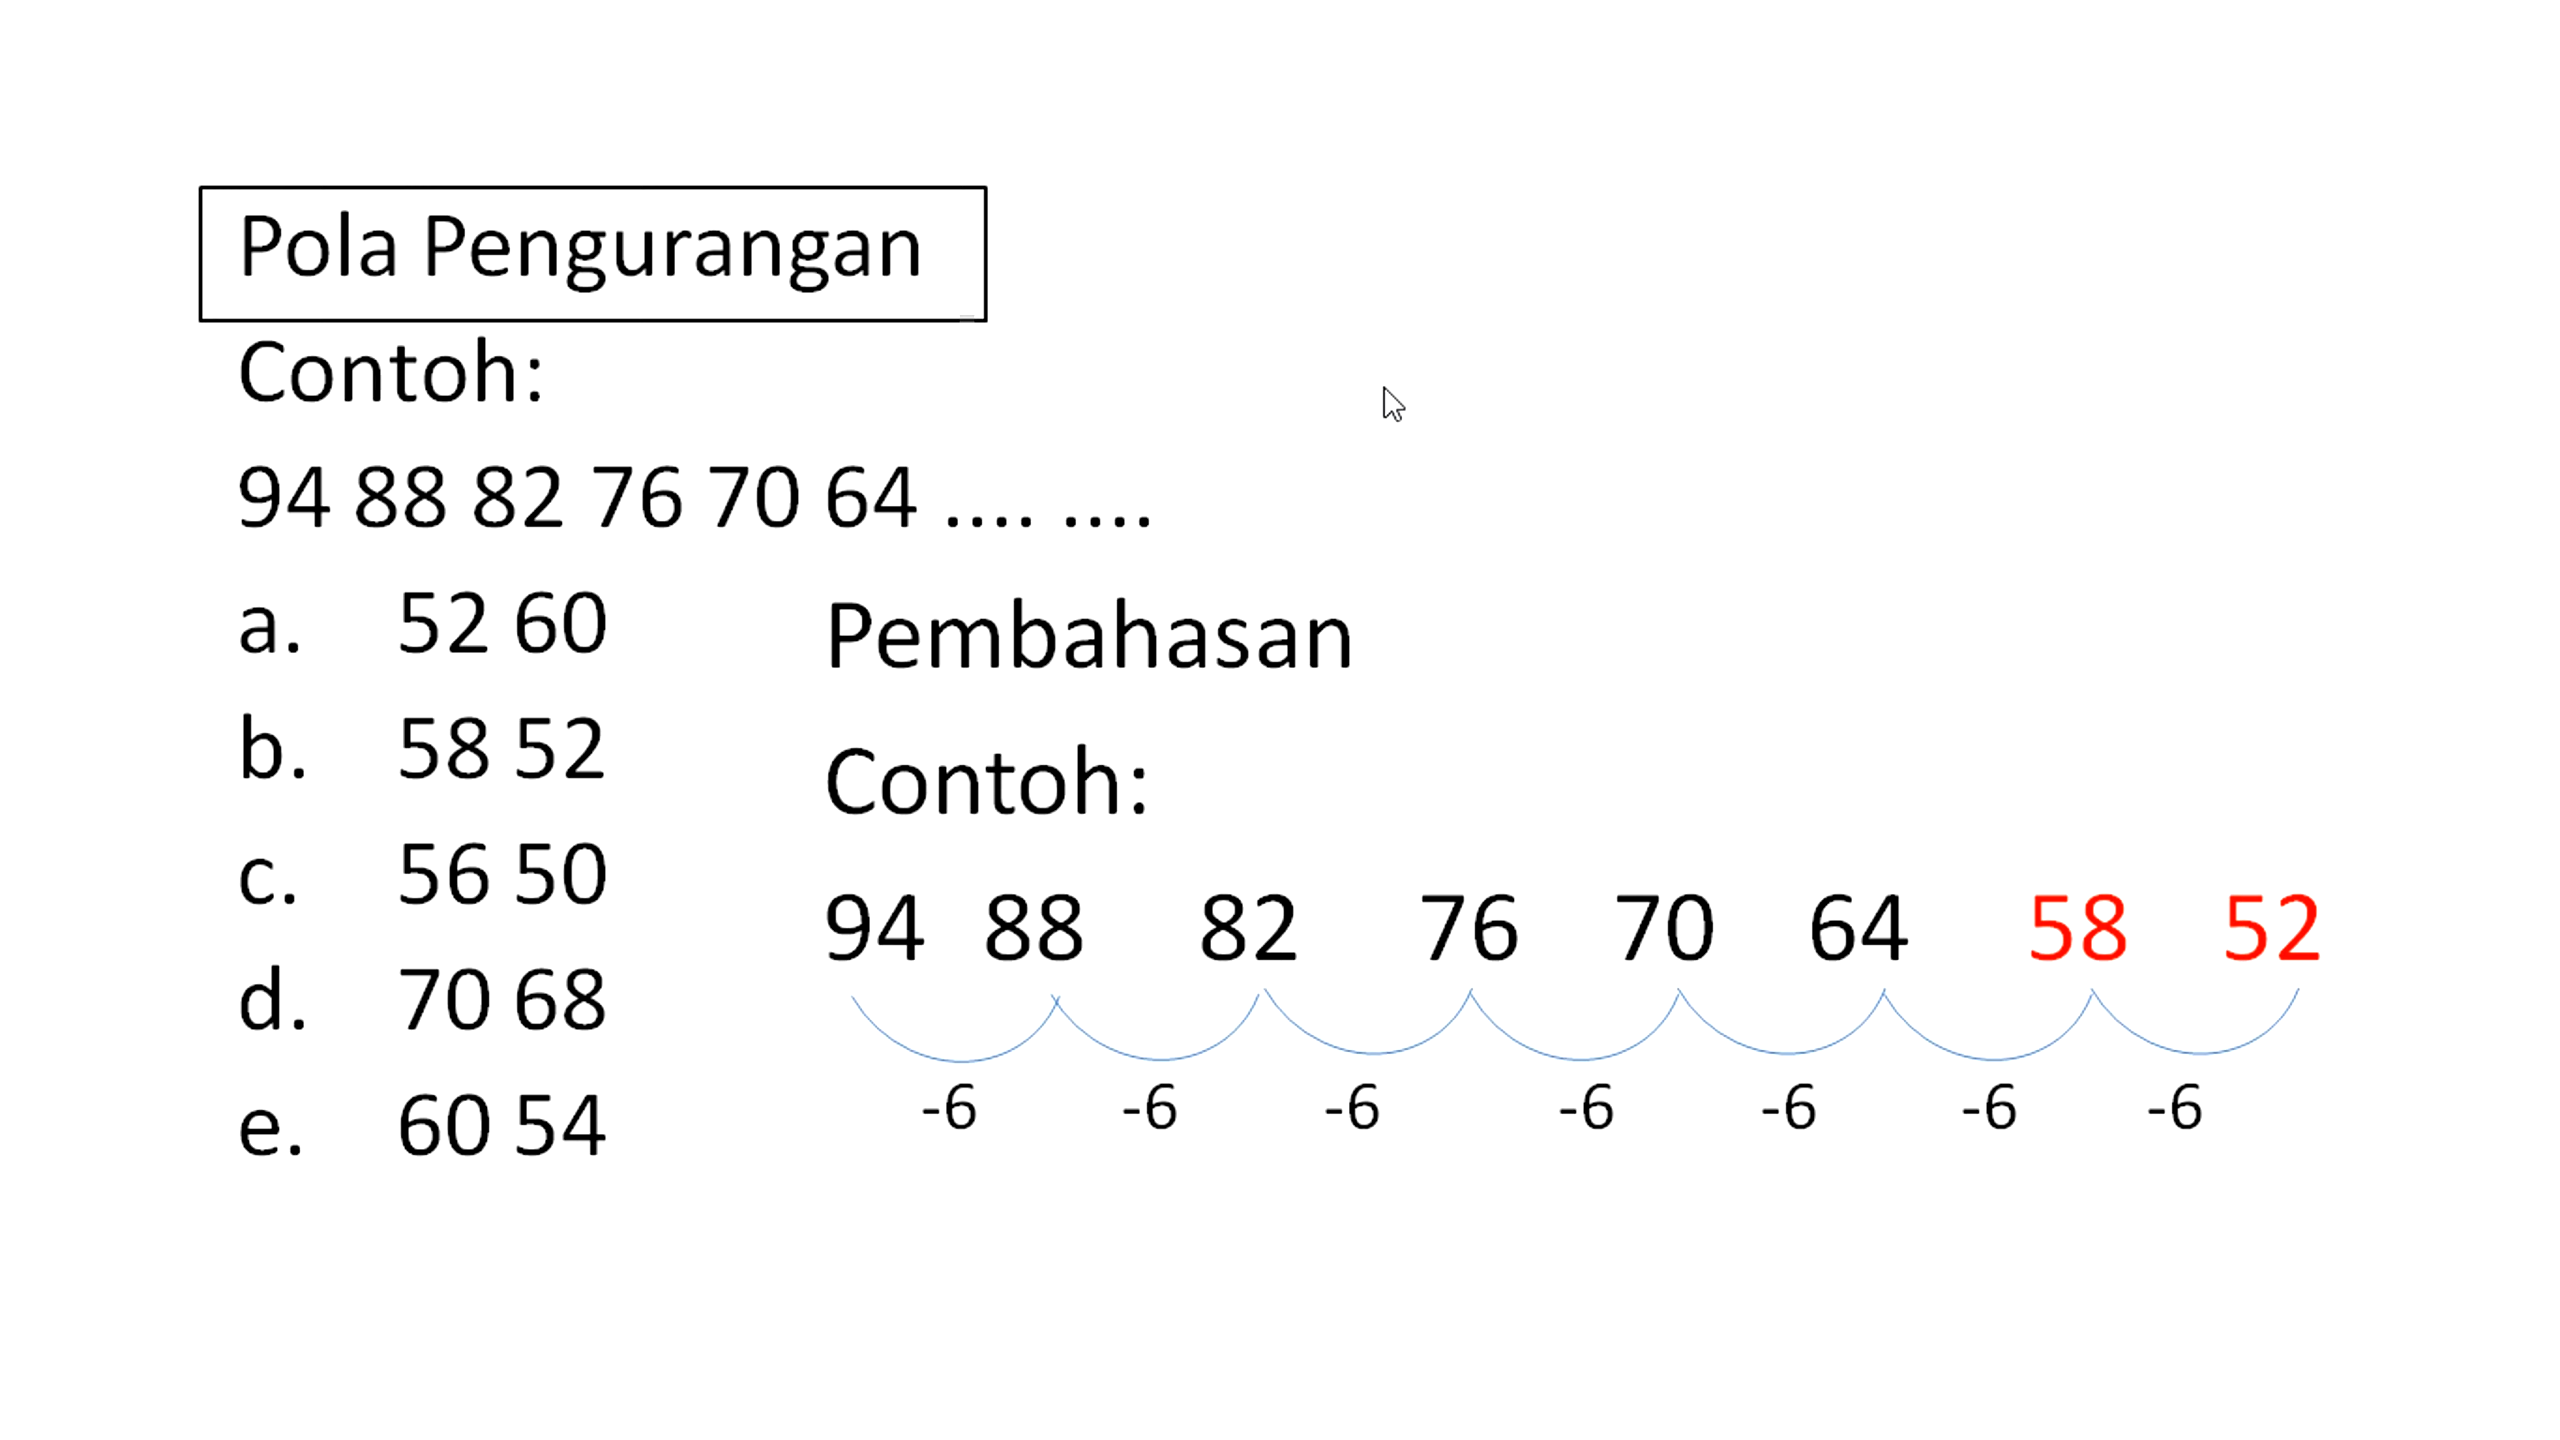 Pola Pengurangan
Contoh:
94 88 82 76 70 64 .... ....
a. 52 60
b. 58 52
c. 56 50
d. 70 68
e. 60 54
Pembahasan
Contoh:
94 88 82 76 70 64 58 52
-6 -6 -6 -6 -6 -6 -6